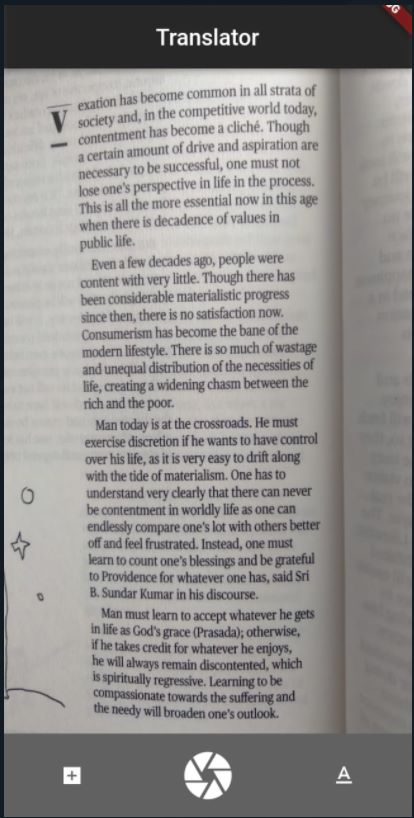 Translator
Vexation has become common in all strata of
society and, in the competitive world today,
contentment has become a cliché. Though
a certain amount of drive and aspiration are
necessary to be successful, one must not
lose one's perspective in life in the process.
This is all the more essential now in this age
when there is decadence of values in
public life.
Even a few decades ago, people were
content with very little. Though there has
been considerable materialistic progress
since then, there is no satisfaction now.
Consumerism has become the bane of the
modern lifestyle. There is so much of wastage
and unequal distribution of the necessities of
life, creating a widening chasm between the
rich and the poor.
Man today is at the crossroads. He must
exercise discretion if he wants to have control
over his life, as it is very easy to drift along
with the tide of materialism. One has to
understand very clearly that there can never
be contentment in worldly life as one can
endlessly compare one's lot with others better
off and feel frustrated. Instead, one must
learn to count one's blessings and be grateful
to Providence for whatever one has, said Sri
B. Sundar Kumar in his discourse.
Man must learn to accept whatever he gets
in life as God's grace (Prasada); otherwise,
if he takes credit for whatever he enjoys,
he will always remain discontented, which
is spiritually regressive. Learning to be
compassionate towards the suffering and
the needy will broaden one's outlook.
A